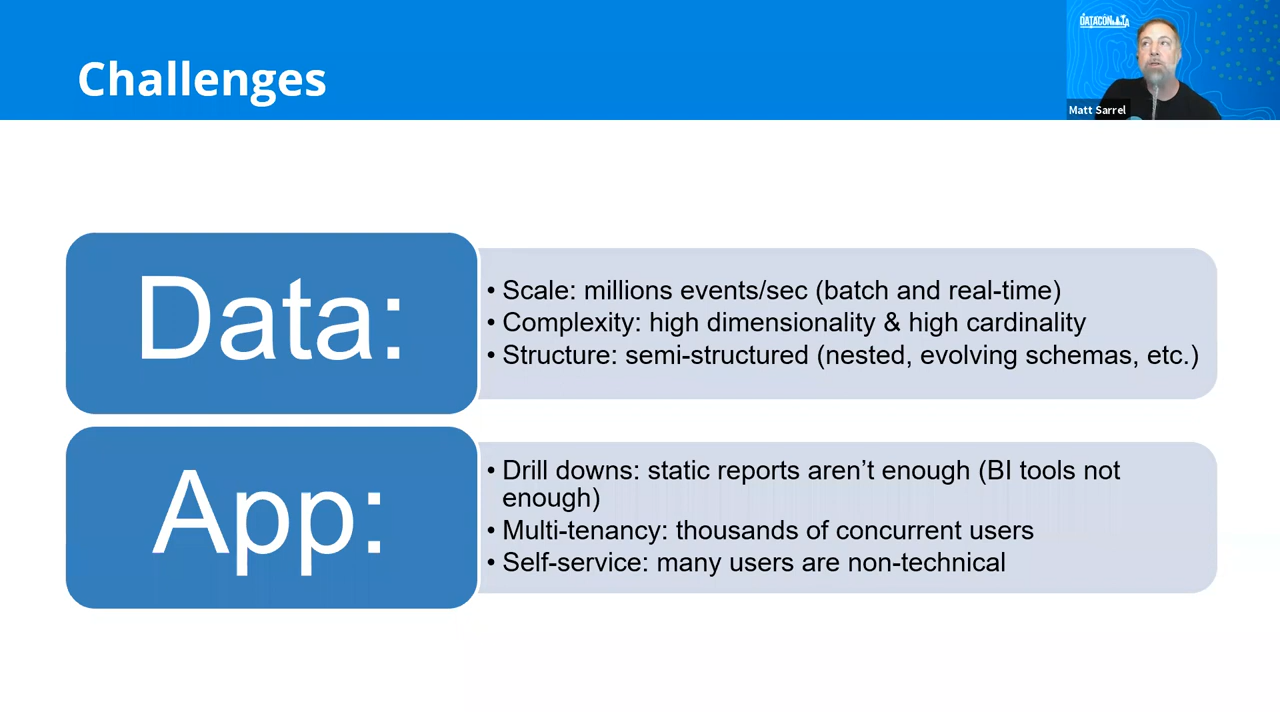 Challenges
DATACON LA
Matt Sarrel
Data:
• Scale: millions events/sec (batch and real-time)
• Complexity: high dimensionality & high cardinality
• Structure: semi-structured (nested, evolving schemas, etc.)
App:
• Drill downs: static reports aren’t enough (BI tools not
enough)
• Multi-tenancy: thousands of concurrent users
• Self-service: many users are non-technical